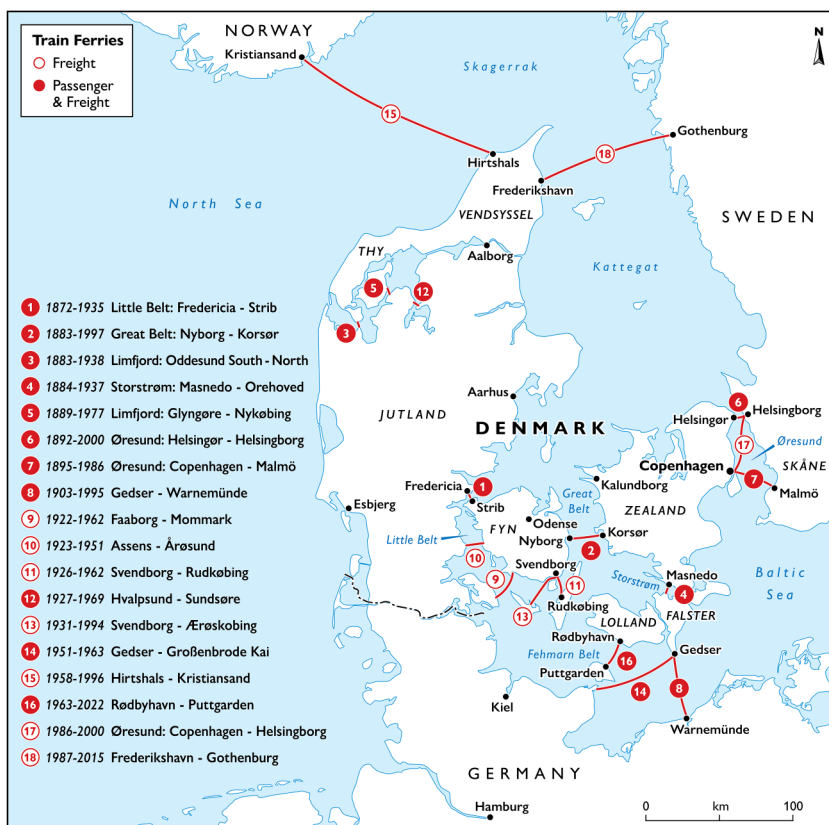 NORWAY
Kristiansand
Train Ferries
Freight
Passenger
& Freight
N
Skagerrak
15
Gothenburg
18
Hirtshals
Frederikshavn
North Sea
VENDSYSSEL
SWEDEN
THY
Aalborg
Kattegat
5
12
3
1 1872-1935 Little Belt: Fredericia - Strib
2 1883-1997 Great Belt: Nyborg - Korsør
3 1883-1938 Limfjord: Oddesund South - North
4 1884-1937 Storstrøm: Masnedo - Orehoved
5 1889-1977 Limfjord: Glyngøre - Nykøbing
6 1892-2000 Øresund: Helsingør - Helsingborg
7 1895-1986 Øresund: Copenhagen - Malmö
8 1903-1995 Gedser - Warnemünde
9 1922-1962 Faaborg - Mommark
10 1923-1951 Assens - Årøsund
11 1926-1962 Svendborg - Rudkøbing
12 1927-1969 Hvalpsund - Sundsøre
13 1931-1994 Svendborg - Ærøskobing
14 1951-1963 Gedser - Großenbrode Kai
15 1958-1996 Hirtshals - Kristiansand
16 1963-2022 Rødbyhavn - Puttgarden
17 1986-2000 Øresund: Copenhagen - Helsingborg
18 1987-2015 Frederikshavn - Gothenburg
Aarhus
JUTLAND
DENMARK
6
Helsingør
Helsingborg
17
Øresund
SKÅNE
Copenhagen
7
Malmö
Fredericia
1
Strib
Great
Belt
Kalundborg
ZEALAND
Esbjerg
FYN
Odense
Little Belt
Nyborg
Korsør
2
10
Svendborg
9
11
13
Rudkøbing
Storstrøm
Masnedo
4
Baltic
Sea
LOLLAND
FALSTER
Rødbyhavn
Fehmarn Belt
16
Puttgarden
Gedser
14
8
Kiel
Warnemünde
GERMANY
Hamburg
0 km 100